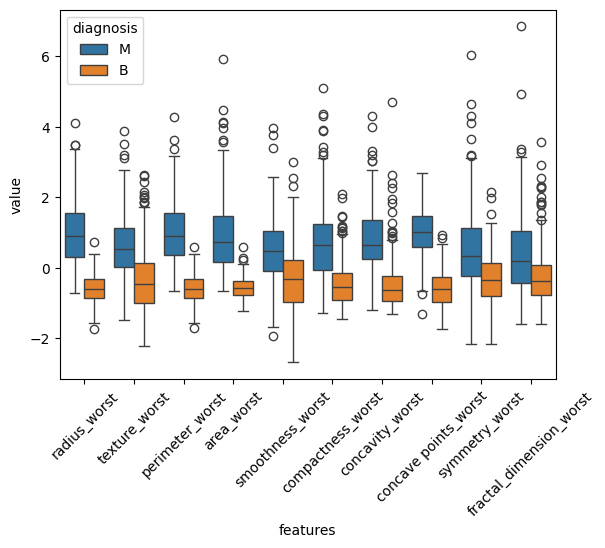 diagnosis
M
B
6
4
2
0
−2
value
radius_worst
texture_worst
perimeter_worst
area_worst
smoothness_worst
compactness_worst
concavity_worst
concave points_worst
symmetry_worst
fractal_dimension_worst
features